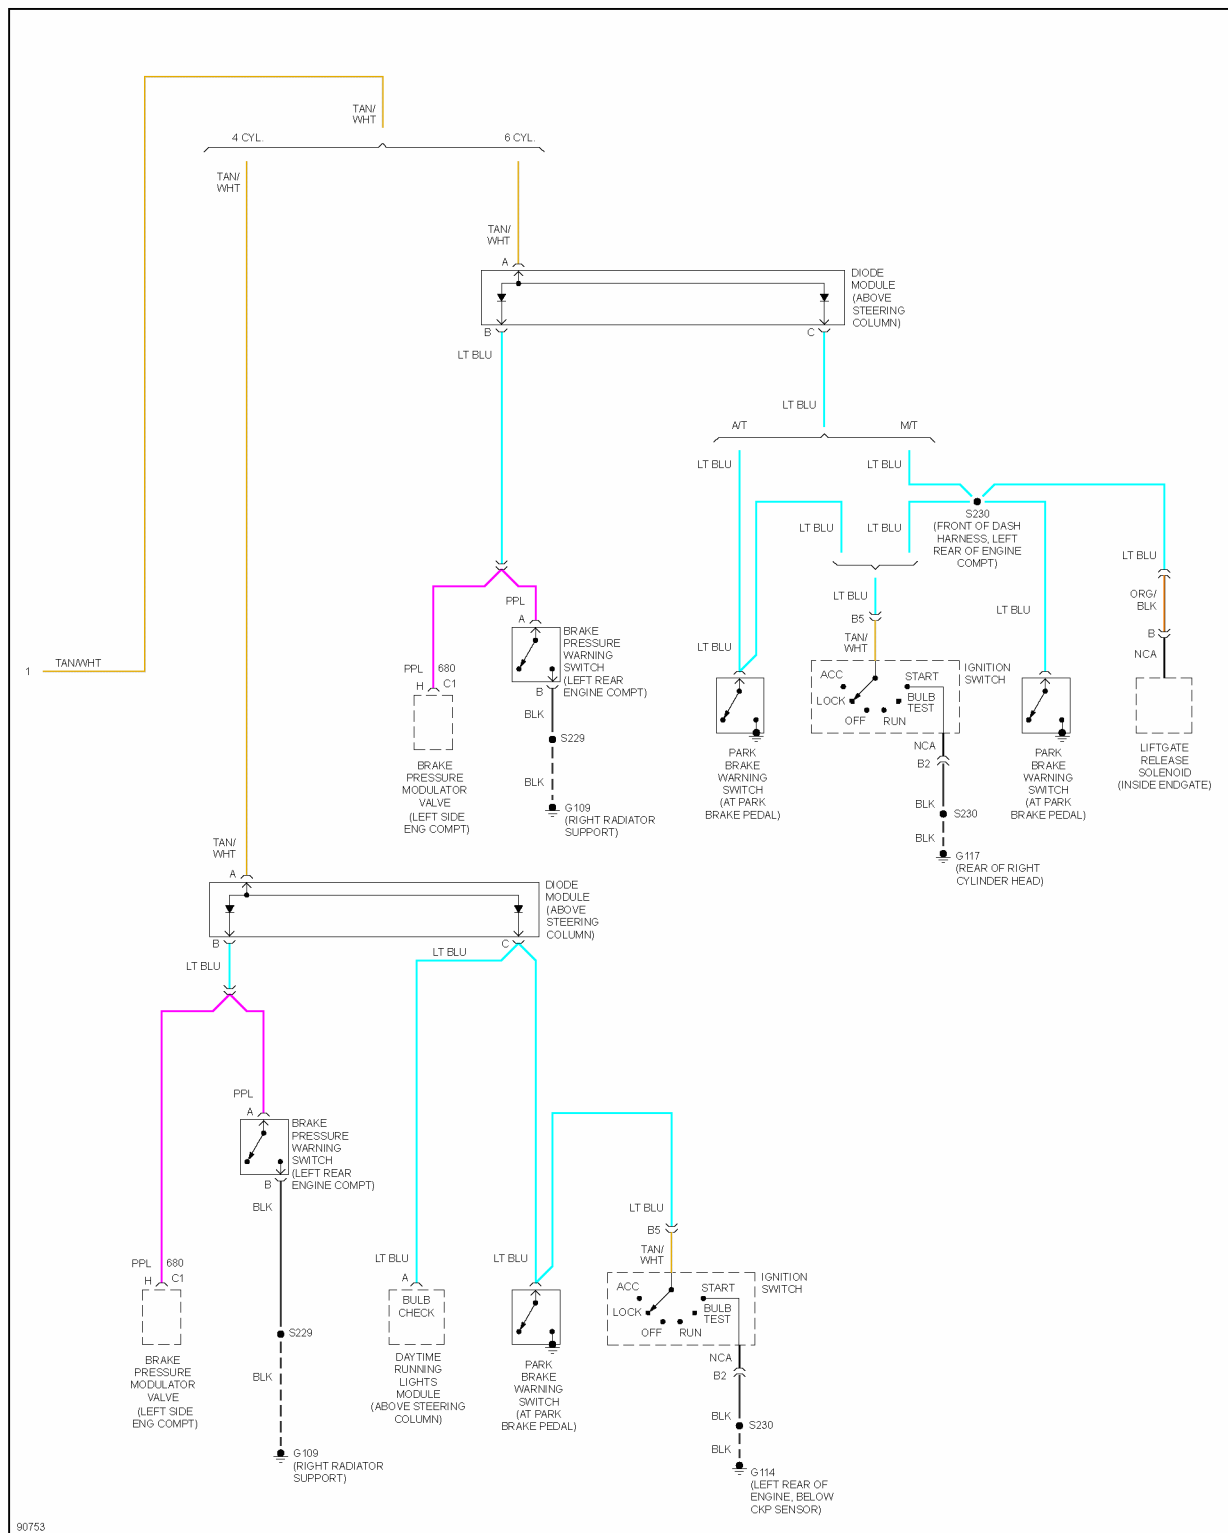 TAN/
WHT
4 CYL.
6 CYL.
TAN/
WHT
TAN/
WHT
A
DIODE
MODULE
(ABOVE
STEERING
COLUMN)
B
C
LT BLU
LT BLU
A/T
M/T
LT BLU
LT BLU
LT BLU
LT BLU
S230
(FRONT OF DASH
HARNESS, LEFT
REAR OF ENGINE
COMPT)
LT BLU
ORG/
BLK
B
NCA
LT BLU
B5
TAN/
WHT
LT BLU
LT BLU
PPL
A
BRAKE
PRESSURE
WARNING
SWITCH
(LEFT REAR
ENGINE COMPT)
B
BLK
S229
BLK
G109
(RIGHT RADIATOR
SUPPORT)
1
TAN/WHT
PPL
680
H
C1
BRAKE
PRESSURE
MODULATOR
VALVE
(LEFT SIDE
ENG COMPT)
PARK
BRAKE
WARNING
SWITCH
(AT PARK
BRAKE PEDAL)
IGNITION
SWITCH
ACC
START
LOCK
BULB
TEST
OFF
RUN
NCA
B2
BLK
S230
BLK
G117
(REAR OF RIGHT
CYLINDER HEAD)
PARK
BRAKE
WARNING
SWITCH
(AT PARK
BRAKE PEDAL)
LIFTGATE
RELEASE
SOLENOID
(INSIDE ENDGATE)
TAN/
WHT
A
DIODE
MODULE
(ABOVE
STEERING
COLUMN)
B
C
LT BLU
LT BLU
PPL
A
BRAKE
PRESSURE
WARNING
SWITCH
(LEFT REAR
ENGINE COMPT)
B
BLK
S229
BLK
G109
(RIGHT RADIATOR
SUPPORT)
PPL
680
H
C1
BRAKE
PRESSURE
MODULATOR
VALVE
(LEFT SIDE
ENG COMPT)
LT BLU
A
BULB
CHECK
DAYTIME
RUNNING
LIGHTS
MODULE
(ABOVE STEERING
COLUMN)
LT BLU
PARK
BRAKE
WARNING
SWITCH
(AT PARK
BRAKE PEDAL)
LT BLU
B5
TAN/
WHT
IGNITION
SWITCH
ACC
START
LOCK
BULB
TEST
OFF
RUN
NCA
B2
BLK
S230
BLK
G114
(LEFT REAR OF
ENGINE, BELOW
CKP SENSOR)
90753